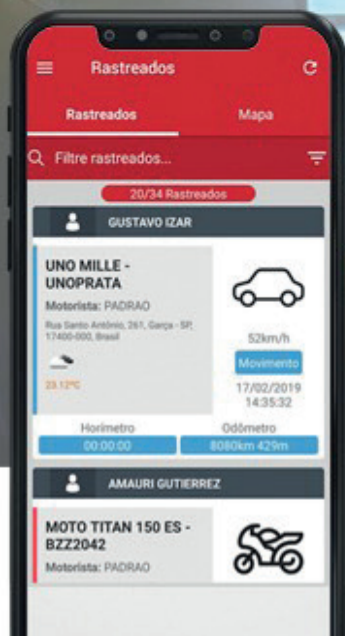 Rastreados
Rastreados Mapa
Filtre rastreados...
20/34 Rastreados
GUSTAVO IZAR
UNO MILLE -
UNOPRATA
Motorista: PADRAO
Rua Santo Antônio, 261, Garça - SP,
17400-000, Brasil
23.12°C
52km/h
Movimento
17/02/2019
14:35:32
Horímetro Odômetro
00:00:00 8080km 429m
AMAURI GUTIERREZ
MOTO TITAN 150 ES -
BZZ2042
Motorista: PADRAO